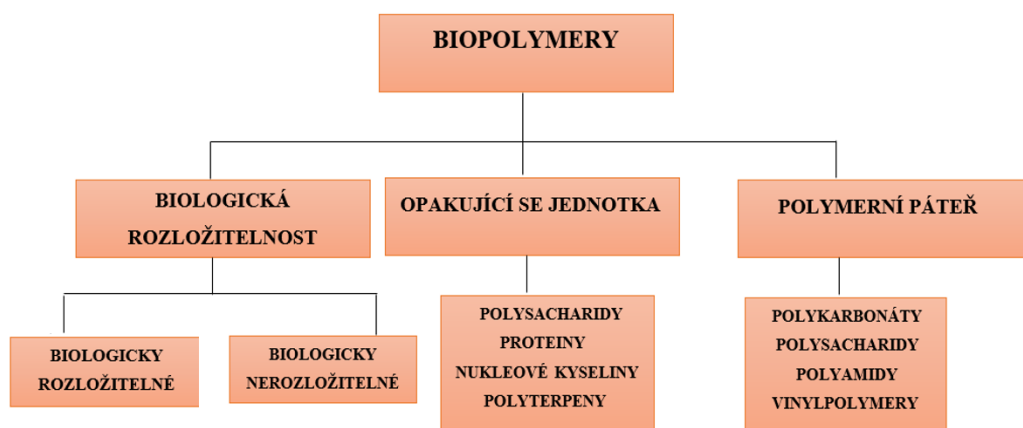 BIOPOLYMERY
BIOLOGICKÁ
ROZLOŽITELNOST
OPAKUJÍCÍ SE JEDNOTKA
POLYMERNÍ PÁTEŘ
BIOLOGICKY
ROZLOŽITELNÉ
BIOLOGICKY
NEROZLOŽITELNÉ
POLYSACHARIDY
PROTEINY
NUKLEOVÉ KYSELINY
POLYTERPENY
POLYKARBONÁTY
POLYSACHARIDY
POLYAMIDY
VINYLPOLYMERY